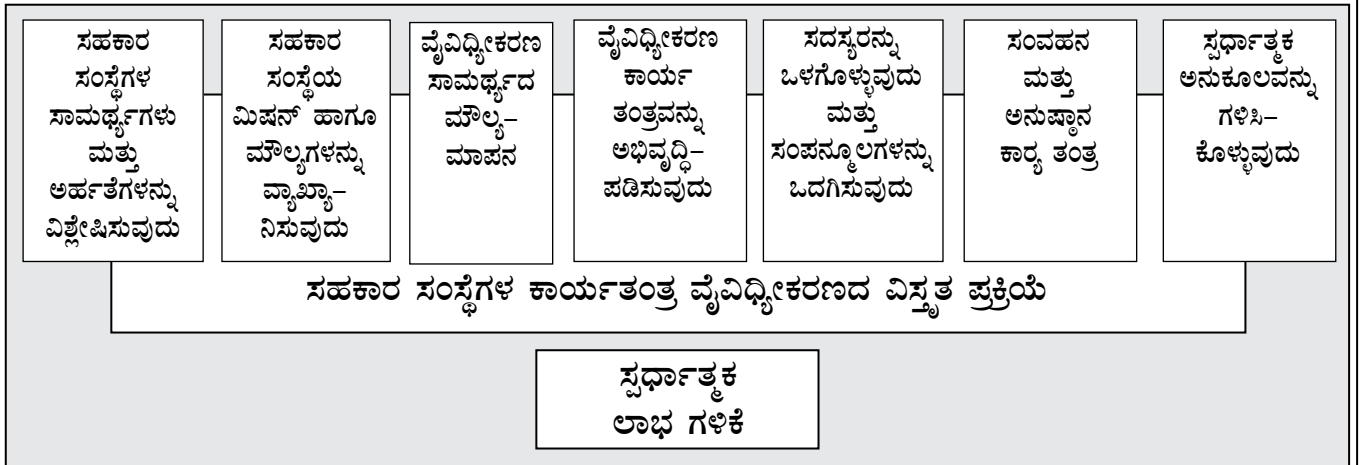 ಸಹಕಾರ
ಸಂಸ್ಥೆಗಳ
ಸಾಮರ್ಥ್ಯಗಳು
ಮತ್ತು
ಅರ್ಹತೆಗಳನ್ನು
ವಿಶ್ಲೇಷಿಸುವುದು
ಸಹಕಾರ
ಸಂಸ್ಥೆಯ
ಮಿಷನ್ ಹಾಗೂ
ಮೌಲ್ಯಗಳನ್ನು
ವ್ಯಾಖ್ಯಾ–
ನಿಸುವುದು
ವೈವಿಧ್ಯೀಕರಣ
ಸಾಮರ್ಥ್ಯದ
ಮೌಲ್ಯ–
ಮಾಪನ
ವೈವಿಧ್ಯೀಕರಣ
ಕಾರ್ಯ
ತಂತ್ರವನ್ನು
ಅಭಿವೃದ್ಧಿ–
ಪಡಿಸುವುದು
ಸದಸ್ಯರನ್ನು
ಒಳಗೊಳ್ಳುವುದು
ಮತ್ತು
ಸಂಪನ್ಮೂಲಗಳನ್ನು
ಒದಗಿಸುವುದು
ಸಂವಹನ
ಮತ್ತು
ಅನುಷ್ಠಾನ
ಕಾರ‍್ಯ ತಂತ್ರ
ಸ್ಪರ್ಧಾತ್ಮಕ
ಅನುಕೂಲವನ್ನು
ಗಳಿಸಿ–
ಕೊಳ್ಳುವುದು
ಸಹಕಾರ ಸಂಸ್ಥೆಗಳ ಕಾರ್ಯತಂತ್ರ ವೈವಿಧ್ಯೀಕರಣದ ವಿಸ್ತೃತ ಪ್ರಕ್ರಿಯೆ
ಸ್ಪರ್ಧಾತ್ಮಕ
ಲಾಭ ಗಳಿಕೆ